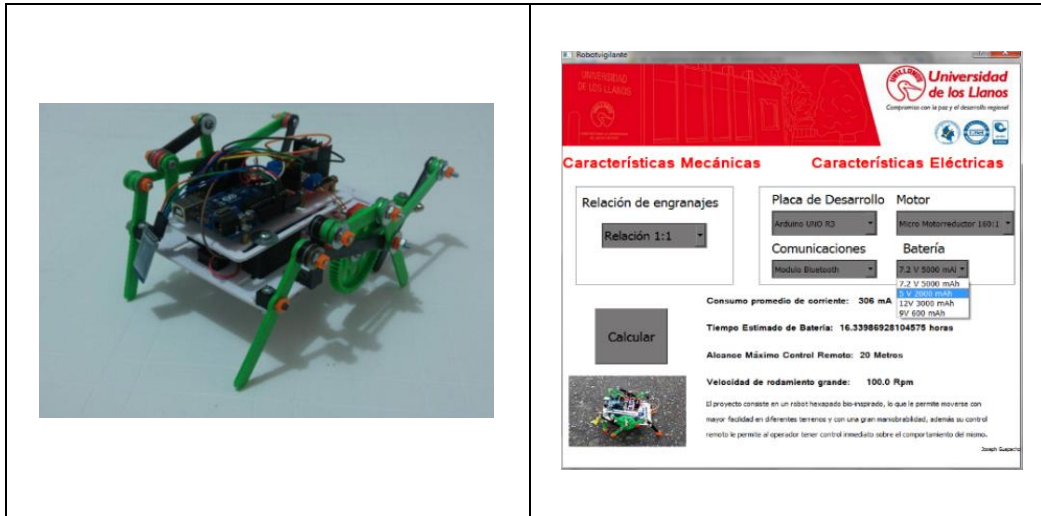 Robotvigilante
UNIVERSIDAD
DE LOS LLANOS
UNILLANOS
Universidad
de los Llanos
Compromiso con la paz y el desarrollo regional
Características Mecánicas
Características Eléctricas
Relación de engranajes
Relación 1:1
Placa de Desarrollo Motor
Arduino UNO R3 Micro Motorreductor 160:1
Comunicaciones Batería
Modulo Bluetooth 7.2 V 5000 mAl
7.2 V 5000 mAh
5 V 2000 mAh
12V 3000 mAh
9V 600 mAh
Consumo promedio de corriente: 306 mA
Calcular
Tiempo Estimado de Batería: 16.33986928104575 horas
Alcance Máximo Control Remoto: 20 Metros
Velocidad de rodamiento grande: 100.0 Rpm
El proyecto consiste en un robot hexapodo bio-inspirado, lo que le permite moverse con
mayor facilidad en diferentes terrenos y con una gran maniobrabilidad, además su control
remoto le permite al operador tener control inmediato sobre el comportamiento del mismo.
Joseph